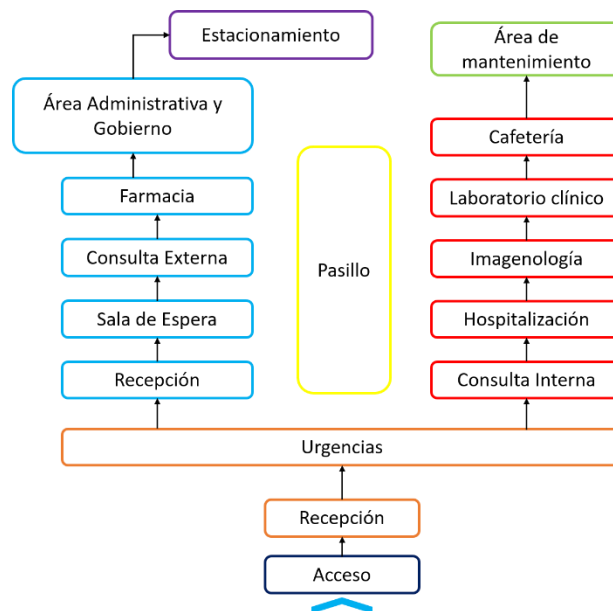 Estacionamiento
Área de
mantenimiento
Área Administrativa y
Gobierno
Cafetería
Farmacia
Laboratorio clínico
Consulta Externa
Pasillo
Imagenología
Sala de Espera
Hospitalización
Recepción
Consulta Interna
Urgencias
Recepción
Acceso